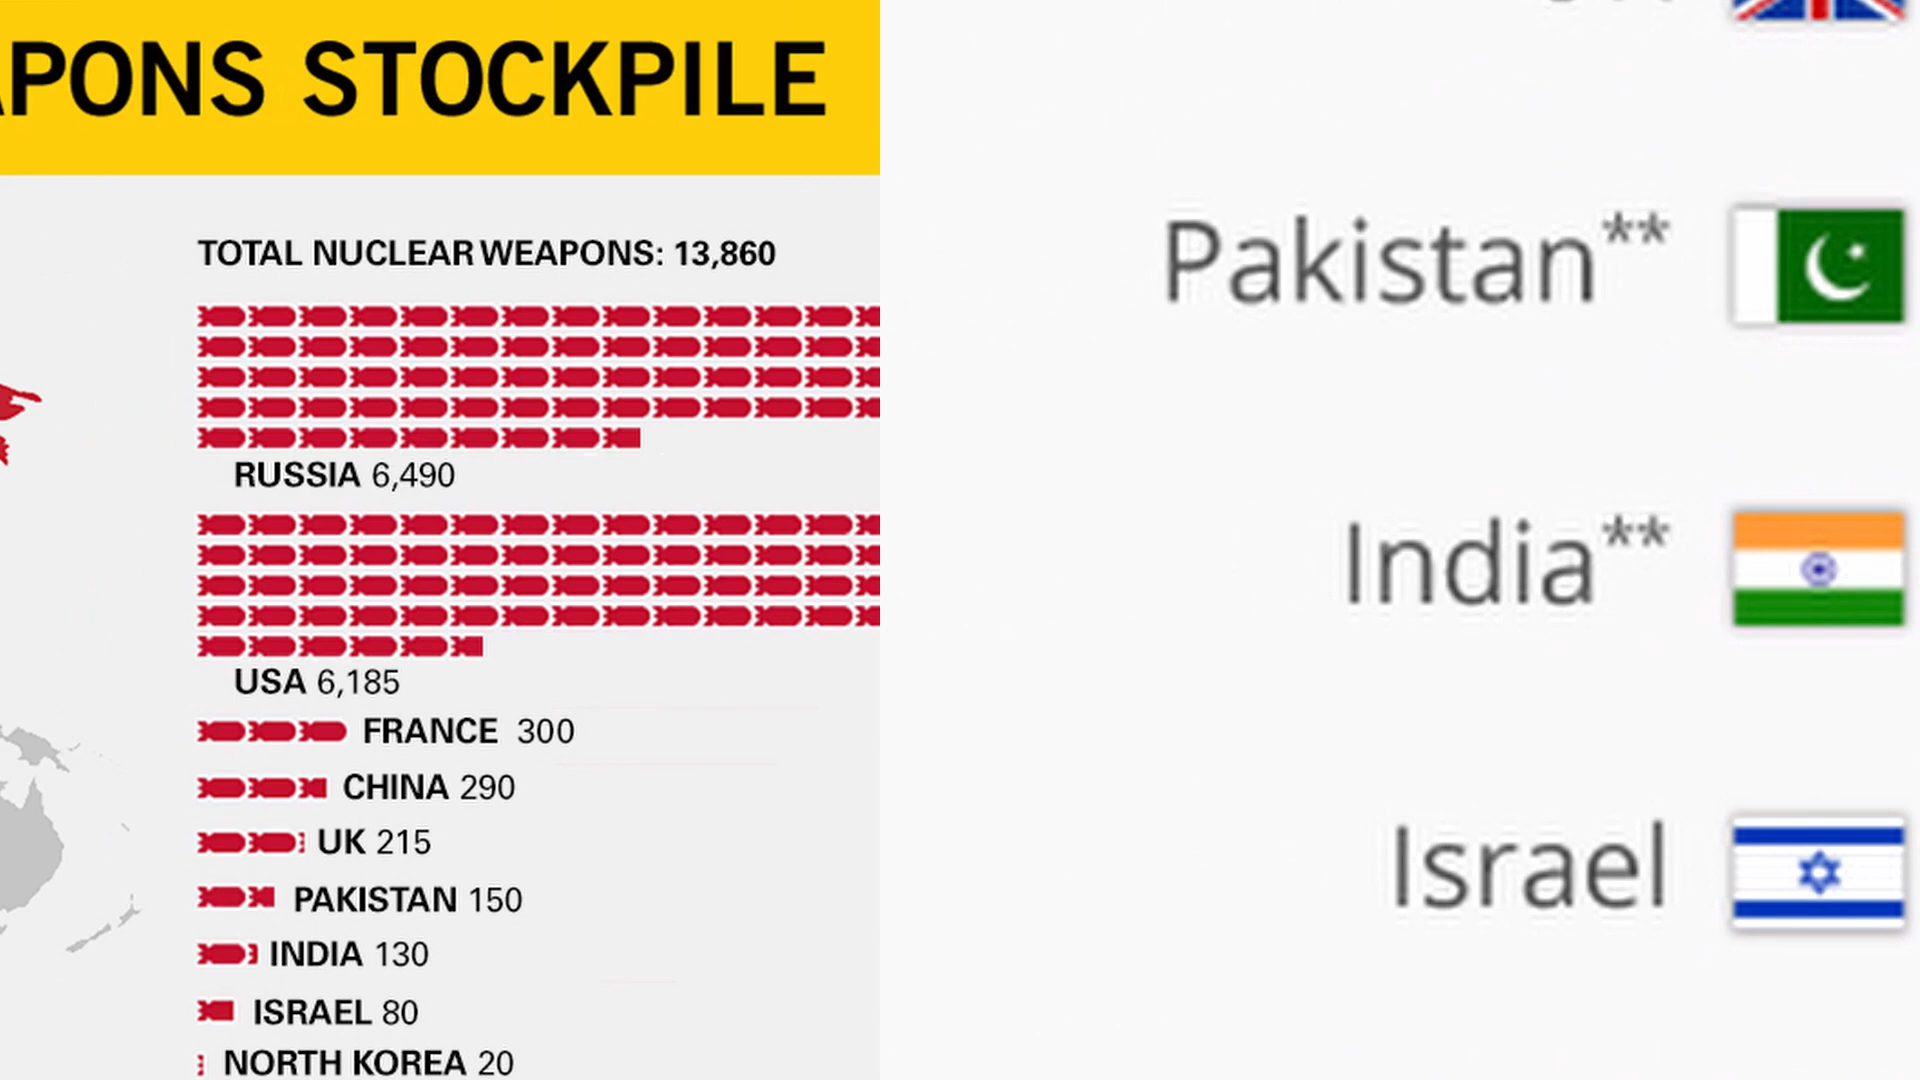 PONS STOCKPILE
TOTAL NUCLEAR WEAPONS: 13,860
RUSSIA 6,490
USA 6,185
FRANCE 300
CHINA 290
UK 215
PAKISTAN 150
INDIA 130
ISRAEL 80
NORTH KOREA 20
Pakistan**
India**
Israel